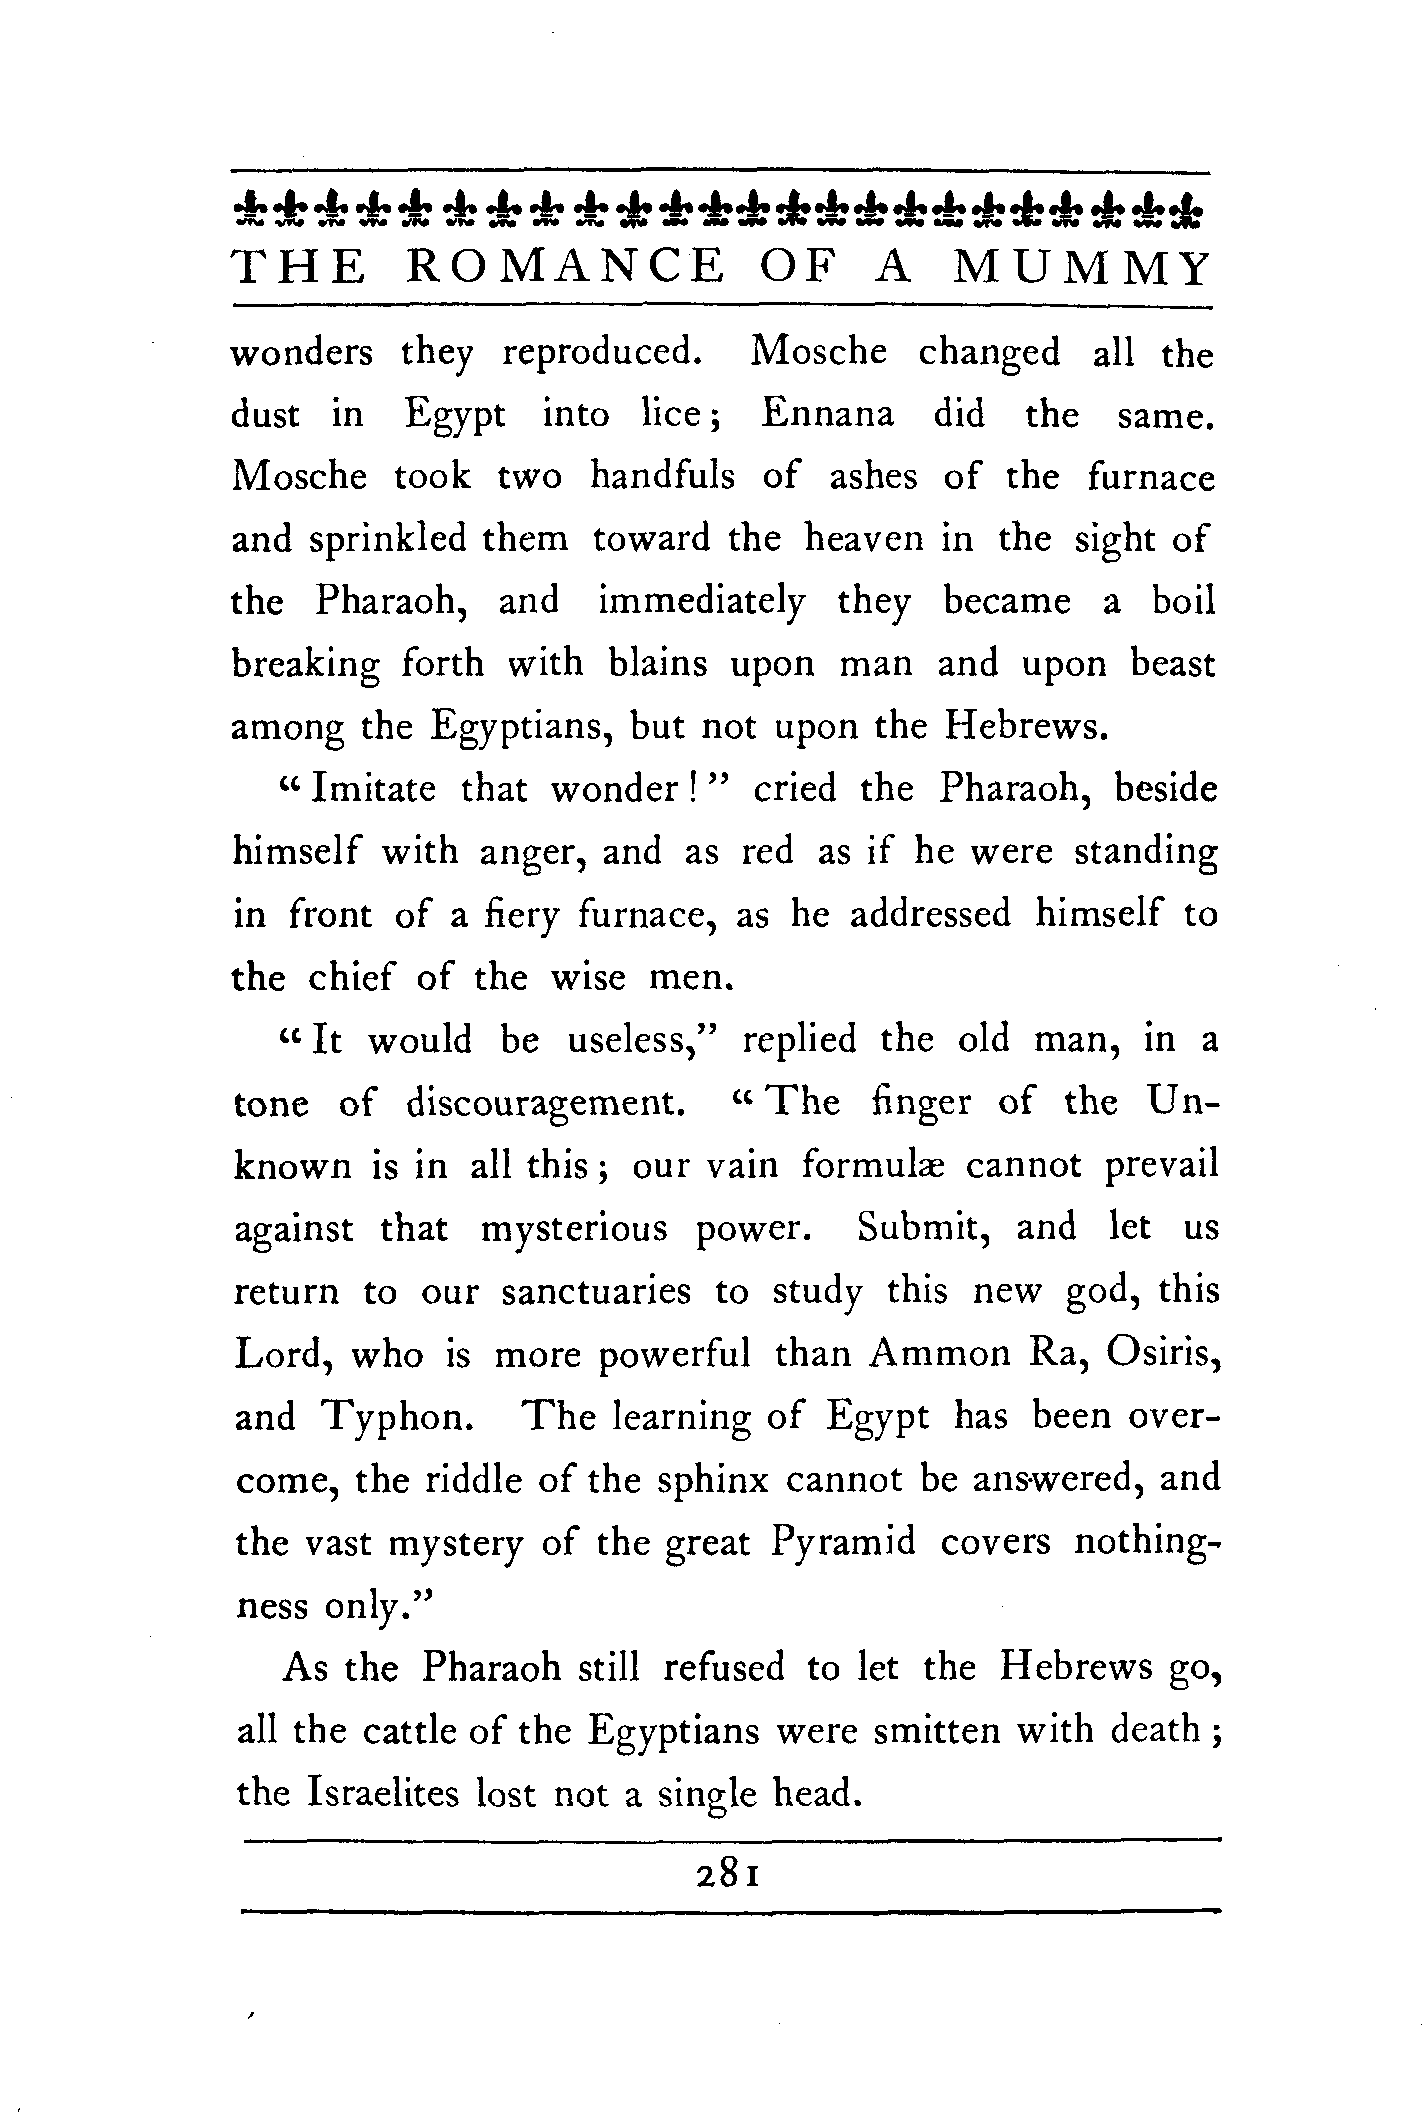 THE ROMANCE OF A MUMMY
wonders they reproduced. Mosche changed all the
dust in Egypt into lice; Ennana did the same.
Mosche took two handfuls of ashes of the furnace
and sprinkled them toward the heaven in the sight of
the Pharaoh, and immediately they became a boil
breaking forth with blains upon man and upon beast
among the Egyptians, but not upon the Hebrews.
“Imitate that wonder!” cried the Pharaoh, beside
himself with anger, and as red as if he were standing
in front of a fiery furnace, as he addressed himself to
the chief of the wise men.
“It would be useless,” replied the old man, in a
tone of discouragement. “The finger of the Un-
known is in all this; our vain formulæ cannot prevail
against that mysterious power. Submit, and let us
return to our sanctuaries to study this new god, this
Lord, who is more powerful than Ammon Ra, Osiris,
and Typhon. The learning of Egypt has been over-
come, the riddle of the sphinx cannot be answered, and
the vast mystery of the great Pyramid covers nothing-
ness only.”
As the Pharaoh still refused to let the Hebrews go,
all the cattle of the Egyptians were smitten with death;
the Israelites lost not a single head.
281